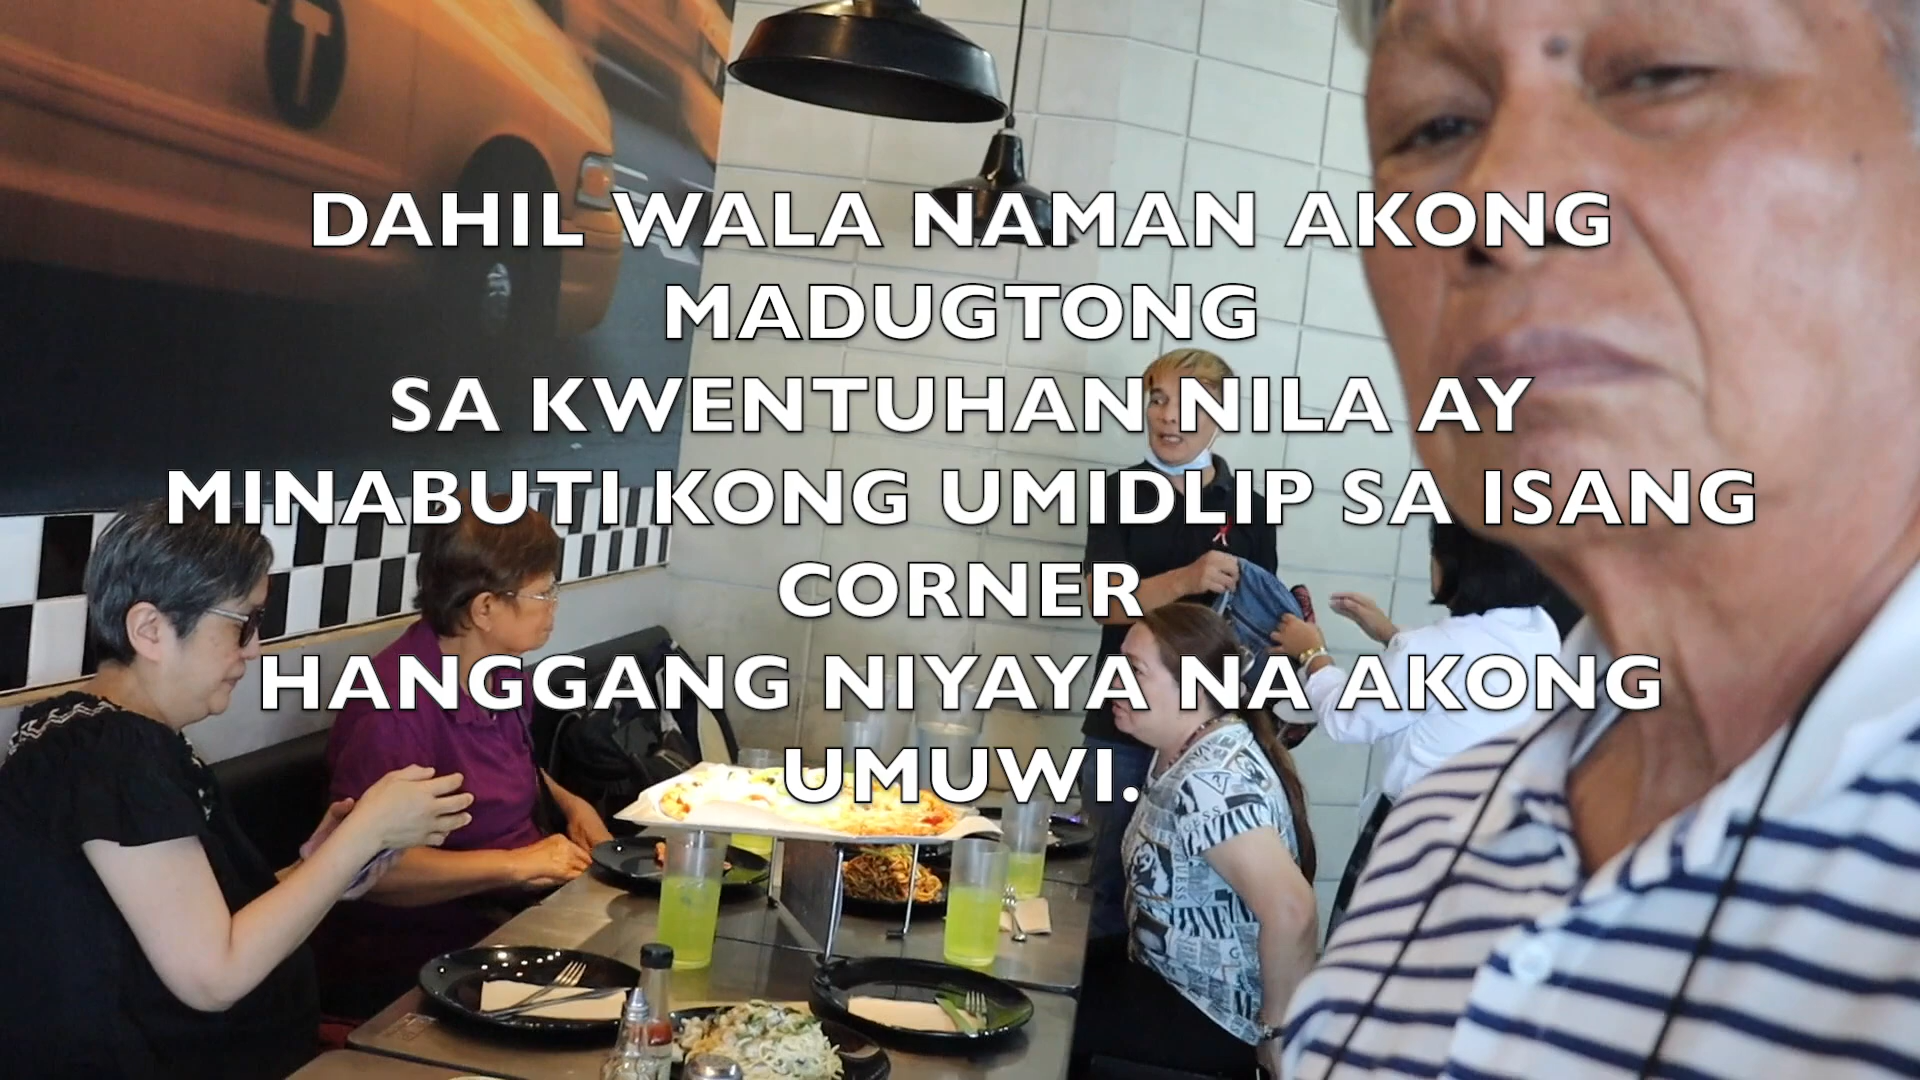 T
DAHIL WALA NAMAN AKONG
MADUGTONG
SA KWENTUHAN NILA AY
MINABUTI KONG UMIDLIP SA ISANG
CORNER
HANGGANG NIYAYA NA AKONG
UMUWI.
GUESS